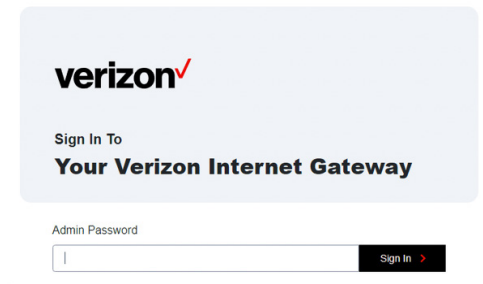 verizon
Sign In To
Your Verizon Internet Gateway
Admin Password
Sign In